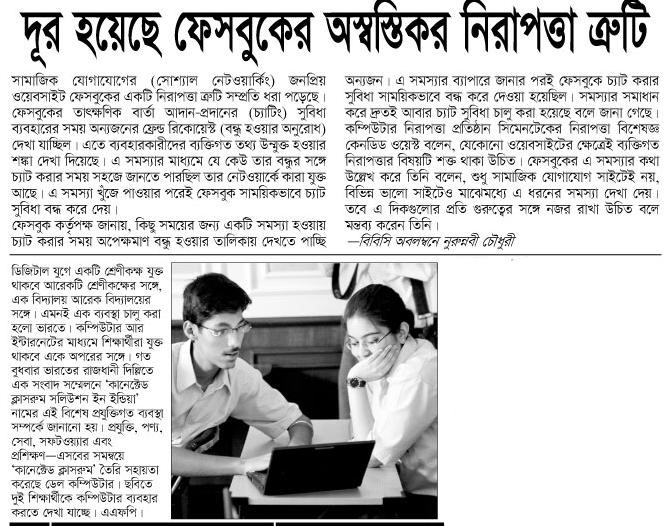 দূর হয়েছে ফেসবুকের অস্বস্তিকর নিরাপত্তা ত্রুটি
সামাজিক যোগাযোগের (সোশ্যাল নেটওয়ার্কিং) জনপ্রিয়
ওয়েবসাইট ফেসবুকের একটি নিরাপত্তা ত্রুটি সম্প্রতি ধরা পড়েছে।
ফেসবুকের তাৎক্ষণিক বার্তা আদান-প্রদানের (চ্যাটিং) সুবিধা
ব্যবহারের সময় অন্যজনের ফ্রেন্ড রিকোয়েস্ট (বন্ধু হওয়ার অনুরোধ)
দেখা যাচ্ছিল। এতে ব্যবহারকারীদের ব্যক্তিগত তথ্য উন্মুক্ত হওয়ার
শঙ্কা দেখা দিয়েছে। এ সমস্যার মাধ্যমে যে কেউ তার বন্ধুর সঙ্গে
চ্যাট করার সময় সহজে জানতে পারছিল তার নেটওয়ার্কে কারা যুক্ত
আছে। এ সমস্যা খুঁজে পাওয়ার পরেই ফেসবুক সাময়িকভাবে চ্যাট
সুবিধা বন্ধ করে দেয়।
ফেসবুক কর্তৃপক্ষ জানায়, কিছু সময়ের জন্য একটি সমস্যা হওয়ায়
চ্যাট করার সময় অপেক্ষমাণ বন্ধু হওয়ার তালিকায় দেখতে পাচ্ছি
অন্যজন। এ সমস্যার ব্যাপারে জানার পরই ফেসবুকে চ্যাট করার
সুবিধা সাময়িকভাবে বন্ধ করে দেওয়া হয়েছিল। সমস্যার সমাধান
করে দ্রুতই আবার চ্যাট সুবিধা চালু করা হয়েছে বলে জানা গেছে।
কম্পিউটার নিরাপত্তা প্রতিষ্ঠান সিমেনটেকের নিরাপত্তা বিশেষজ্ঞ
কেনডিড ওয়েস্ট বলেন, যেকোনো ওয়েবসাইটের ক্ষেত্রেই ব্যক্তিগত
নিরাপত্তার বিষয়টি শক্ত থাকা উচিত। ফেসবুকের এ সমস্যার কথা
উল্লেখ করে তিনি বলেন, শুধু সামাজিক যোগাযোগ সাইটেই নয়,
বিভিন্ন ভালো সাইটেও মাঝেমধ্যে এ ধরনের সমস্যা দেখা দেয়।
তবে এ দিকগুলোর প্রতি গুরুত্বের সঙ্গে নজর রাখা উচিত বলে
মন্তব্য করেন তিনি।
—বিবিসি অবলম্বনে নুরুন্নবী চৌধুরী
ডিজিটাল যুগে একটি শ্রেণীকক্ষ যুক্ত
থাকবে আরেকটি শ্রেণীকক্ষের সঙ্গে,
এক বিদ্যালয় আরেক বিদ্যালয়ের
সঙ্গে। এমনই এক ব্যবস্থা চালু করা
হলো ভারতে। কম্পিউটার আর
ইন্টারনেটের মাধ্যমে শিক্ষার্থীরা যুক্ত
থাকবে একে অপরের সঙ্গে। গত
বুধবার ভারতের রাজধানী দিল্লিতে
এক সংবাদ সম্মেলনে ‘কানেক্টেড
ক্লাসরুম সলিউশন ইন ইন্ডিয়া’
নামের এই বিশেষ প্রযুক্তিগত ব্যবস্থা
সম্পর্কে জানানো হয়। প্রযুক্তি, পণ্য,
সেবা, সফটওয়্যার এবং
প্রশিক্ষণ—এসবের সমন্বয়ে
‘কানেক্টেড ক্লাসরুম’ তৈরি সহায়তা
করেছে ডেল কম্পিউটার। ছবিতে
দুই শিক্ষার্থীকে কম্পিউটার ব্যবহার
করতে দেখা যাচ্ছে। এএফপি।